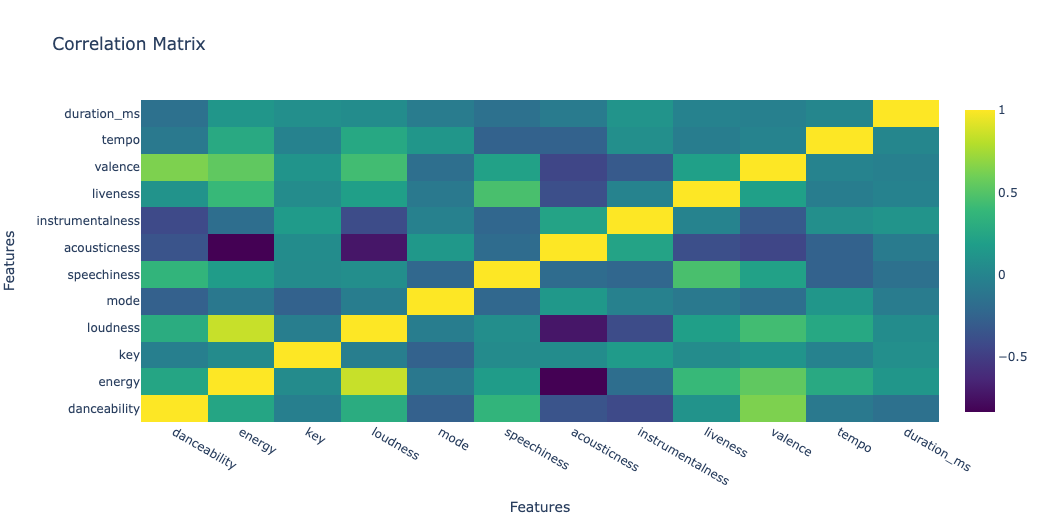 Correlation Matrix
Features
duration_ms
tempo
valence
liveness
instrumentalness
acousticness
speechiness
mode
loudness
key
energy
danceability
danceability
energy
key
loudness
mode
speechiness
acousticness
instrumentalness
liveness
valence
tempo
duration_ms
Features
1
0.5
0
−0.5